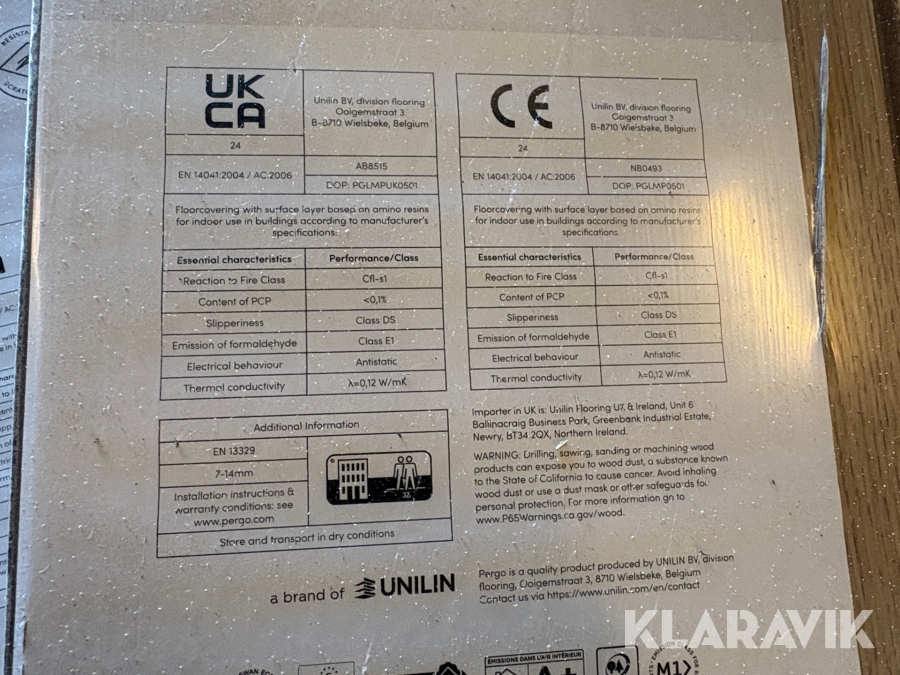 UK
CA
Unilin BV, division flooring
Ooigemstraat 3
B-8710 Wielsbeke, Belgium
24
EN 14041:2004 / AC:2006
AB8515
DOP: PGLMPUK0501
Floorcovering with surface layer based on amino resins
for indoor use in buildings according to manufacturer's
specifications.
Essential characteristics Performance/Class
Reaction to Fire Class Cfl-s1
Content of PCP <0,1%
Slipperiness Class DS
Emission of formaldehyde Class E1
Electrical behaviour Antistatic
Thermal conductivity λ=0,12 W/mK
CE
Unilin BV, division flooring
Ooigemstraat 3
B-8710 Wielsbeke, Belgium
24
EN 14041:2004 / AC:2006
NB0493
DOP: PGLMP0501
Floorcovering with surface layer based on amino resins
for indoor use in buildings according to manufacturer's
specifications.
Essential characteristics Performance/Class
Reaction to Fire Class Cfl-s1
Content of PCP <0,1%
Slipperiness Class DS
Emission of formaldehyde Class E1
Electrical behaviour Antistatic
Thermal conductivity λ=0,12 W/mK
Additional Information
EN 13329
7-14mm
Installation instructions &
warranty conditions: see
www.pergo.com
Store and transport in dry conditions
Importer in UK is: Unilin Flooring UK & Ireland, Unit 6
Ballinacraig Business Park, Greenbank Industrial Estate,
Newry, BT34 2QX, Northern Ireland.
WARNING: Drilling, sawing, sanding or machining wood
products can expose you to wood dust, a substance known
to the State of California to cause cancer. Avoid inhaling
wood dust or use a dust mask or other safeguards for
personal protection. For more information go to
www.P65Warnings.ca.gov/wood.
a brand of UNILIN
Pergo is a quality product produced by UNILIN BV, division
flooring, Ooigemstraat 3, 8710 Wielsbeke, Belgium
Contact us via https://www.unilin.com/en/contact
KLARAVIK
ÉMISSIONS DANS L'AIR INTÉRIEUR
A+
M1